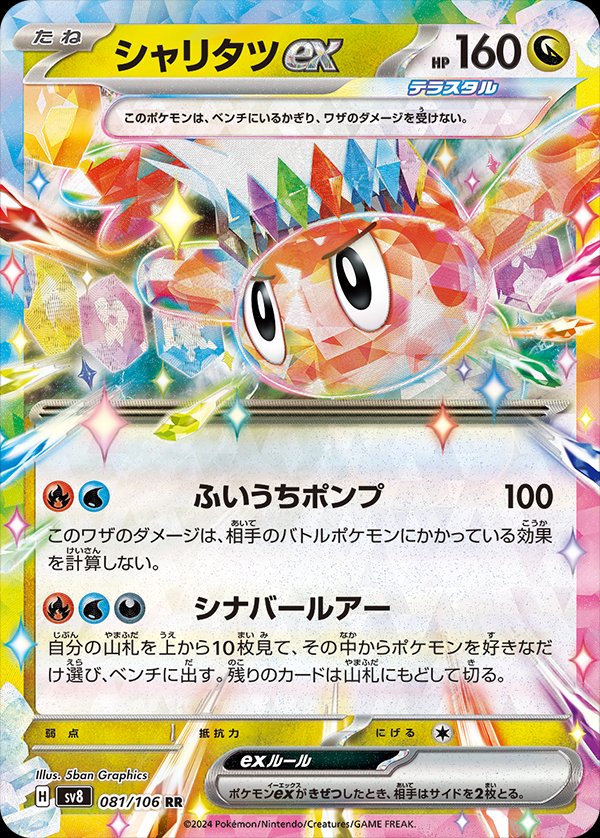 たね
シャリタツex
HP 160
テラスタル
このポケモンは、ベンチにいるかぎり、ワザのダメージを受けない。
ふいうちポンプ 100
このワザのダメージは、相手のバトルポケモンにかかっている効果
を計算しない。
シナバールアー
自分の山札を上から10枚見て、その中からポケモンを好きなだ
け選び、ベンチに出す。残りのカードは山札にもどして切る。
弱点 抵抗力 にげる
Illus. 5ban Graphics
exルール
ポケモンexがきぜつしたとき、相手はサイドを2枚とる。
H sv8 081/106 RR
©2024 Pokémon/Nintendo/Creatures/GAME FREAK.